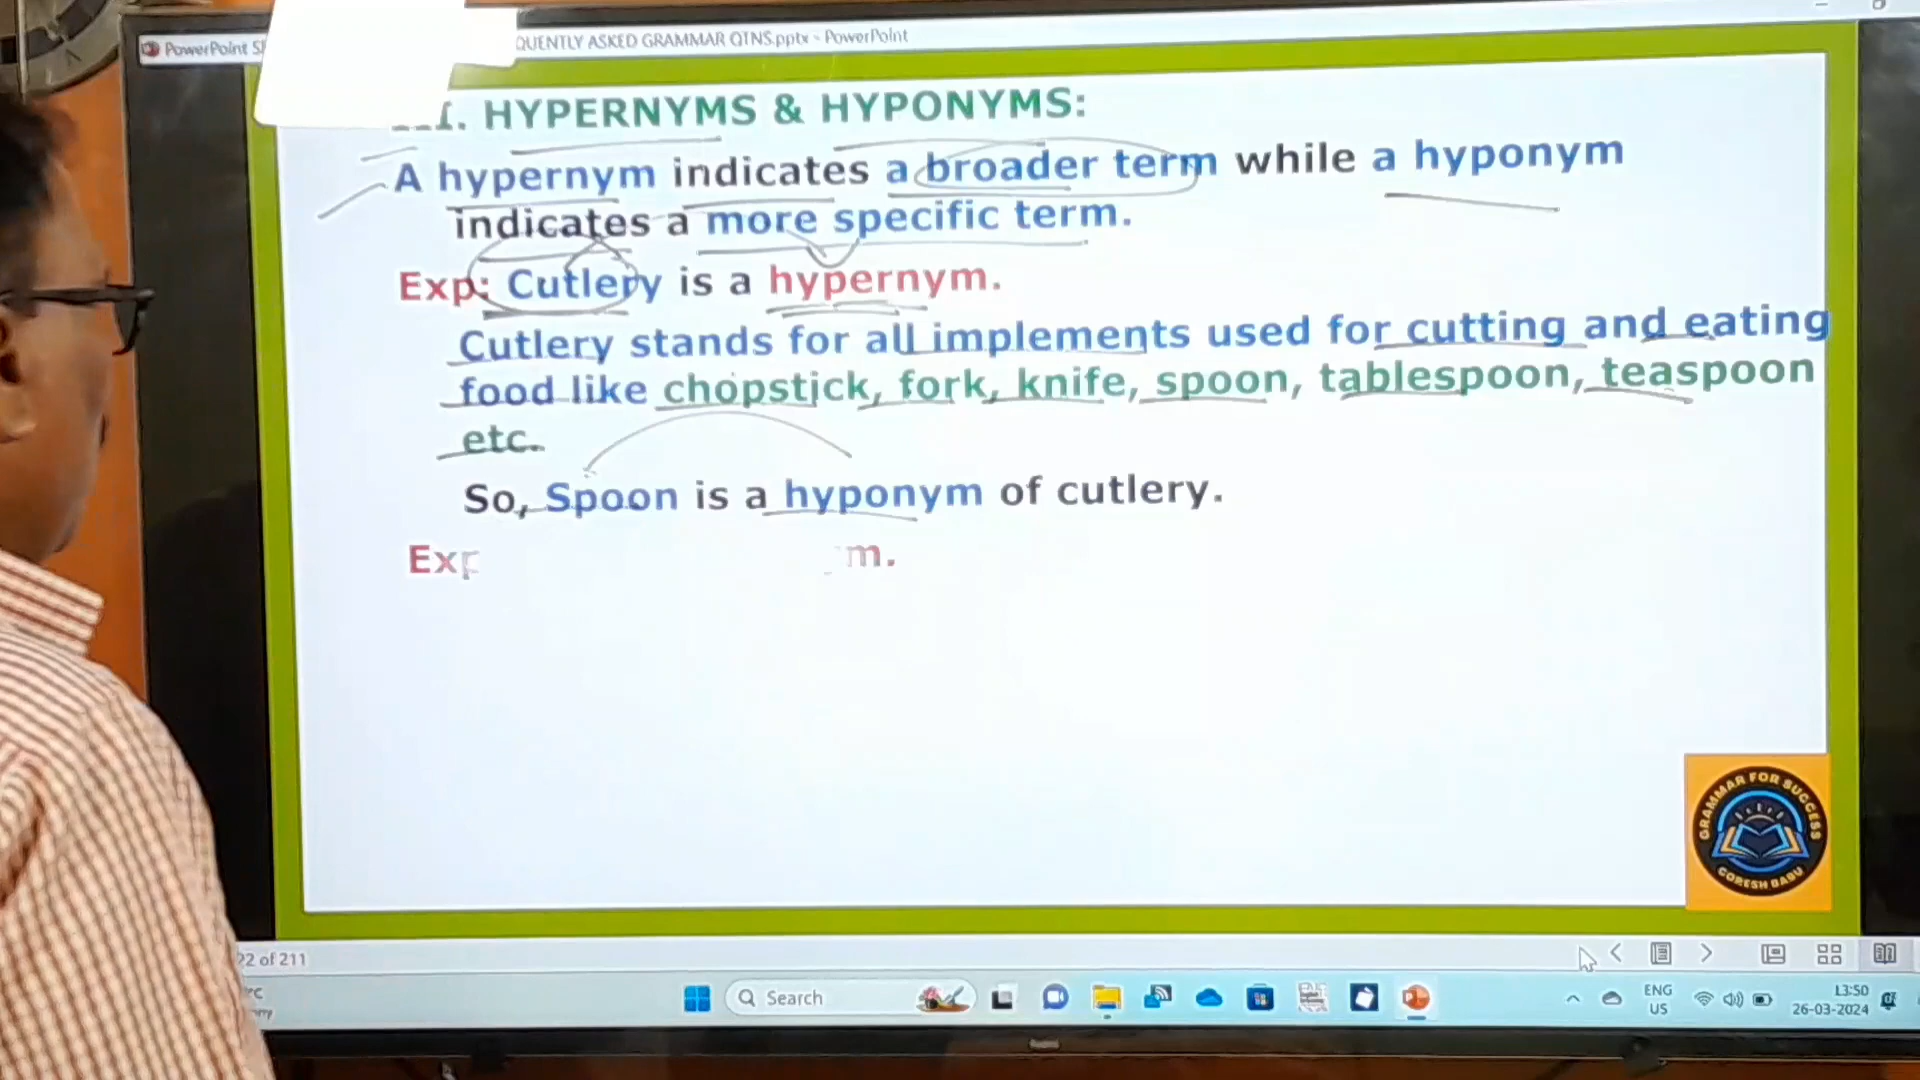 PowerPoint Sl
QUENTLY ASKED GRAMMAR QTNS.pptx - PowerPoint
I. HYPERNYMS & HYPONYMS:
A hypernym indicates a broader term while a hyponym
indicates a more specific term.
Exp: Cutlery is a hypernym.
Cutlery stands for all implements used for cutting and eating
food like chopstick, fork, knife, spoon, tablespoon, teaspoon
etc.
So, Spoon is a hyponym of cutlery.
Exp m.
GRAMMAR FOR SUCCESS
GORESH BABU
22 of 211
Search
ENG
US
13:50
26-03-2024